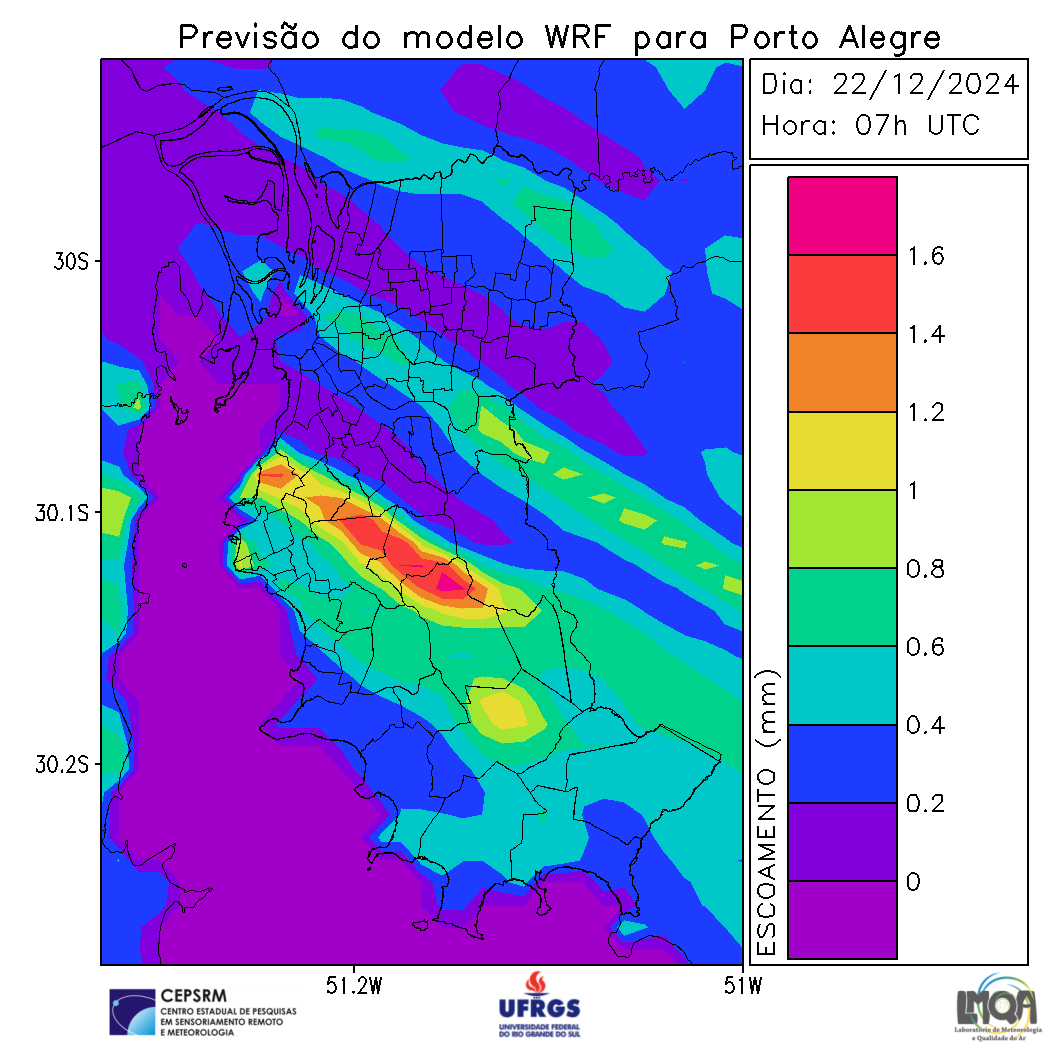 Previsão do modelo WRF para Porto Alegre
Dia: 22/12/2024
Hora: 07h UTC
30S
30.1S
30.2S
51.2W
51W
ESCOAMENTO (mm)
1.6
1.4
1.2
1
0.8
0.6
0.4
0.2
0
CEPSRM
CENTRO ESTADUAL DE PESQUISAS
EM SENSORIAMENTO REMOTO
E METEOROLOGIA
UFRGS
UNIVERSIDADE FEDERAL
DO RIO GRANDE DO SUL
LMQA
Laboratório de Meteorologia
e Qualidade do Ar